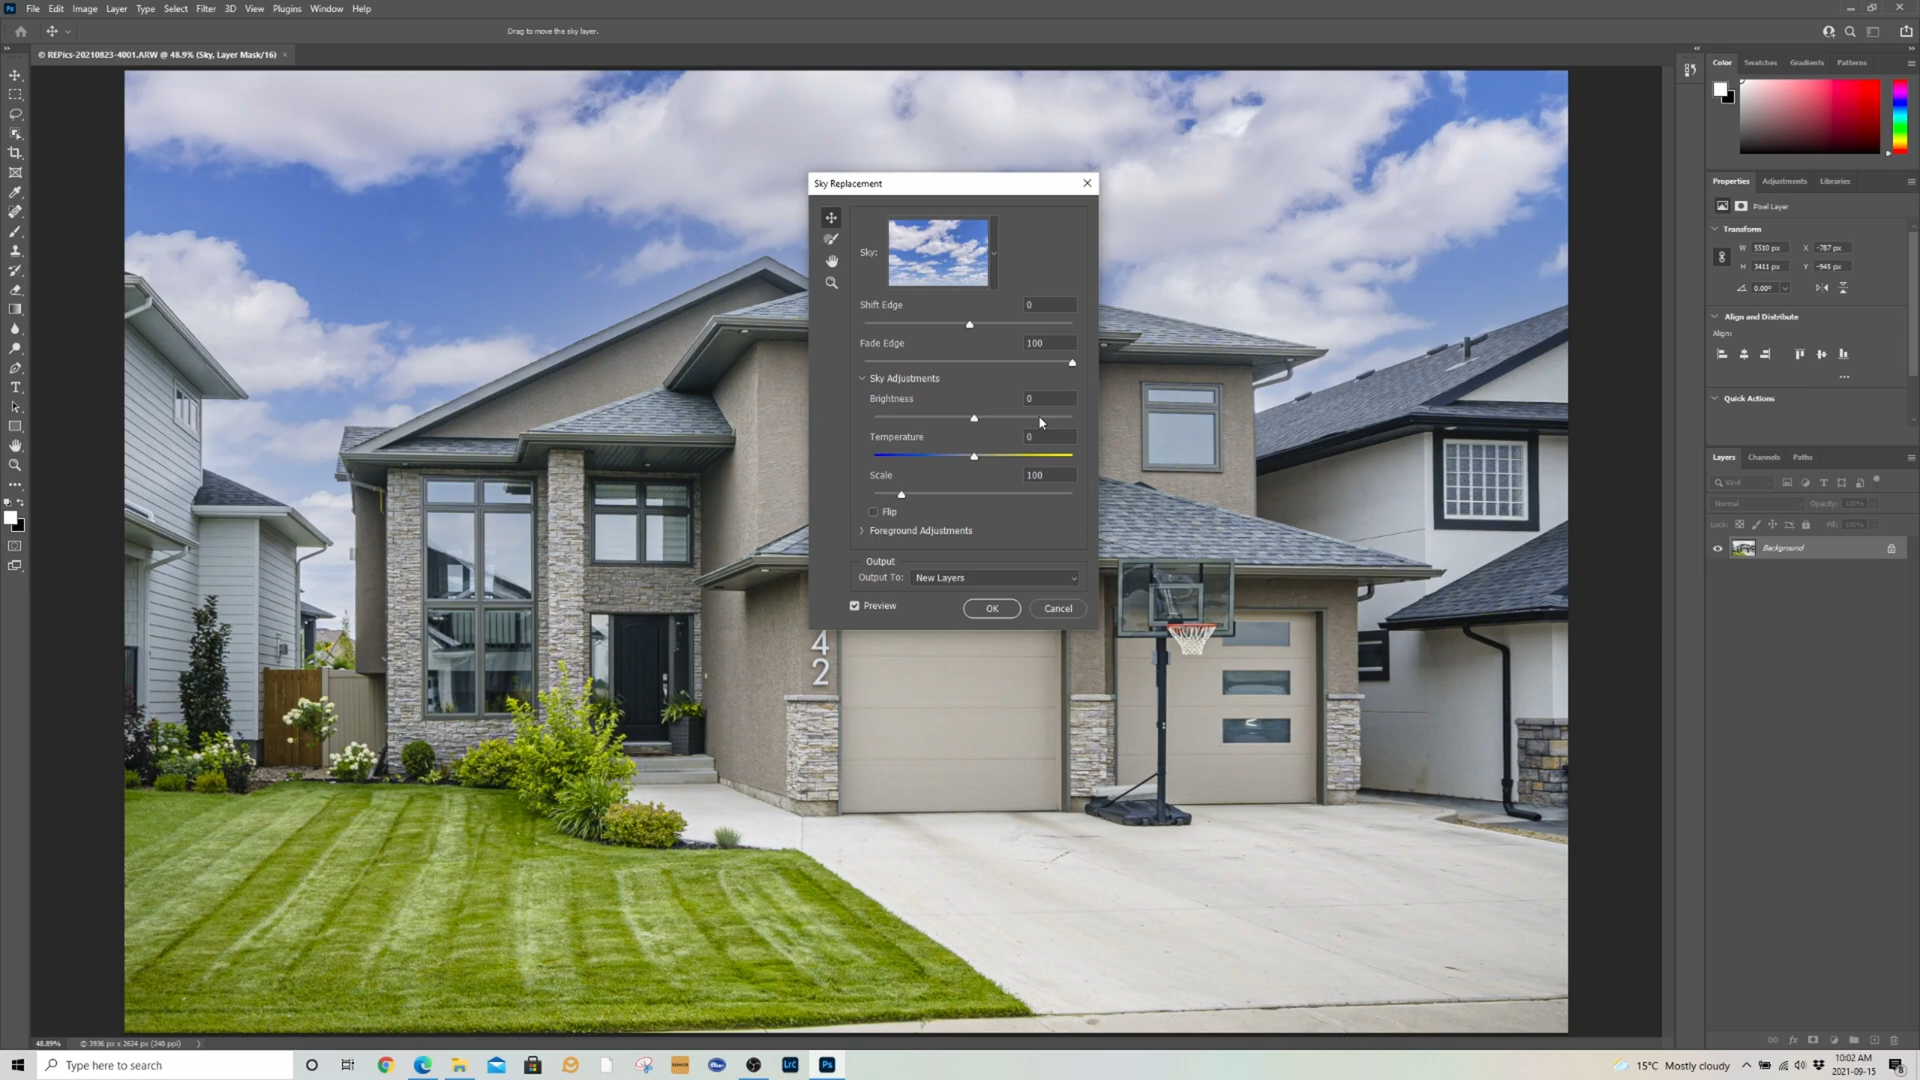 File Edit Image Layer Type Select Filter 3D View Plugins Window Help
Drag to move the sky layer.
© REPics-20210823-4001.ARW @ 48.9% (Sky, Layer Mask/16) ×
Color Swatches Gradients Patterns
Properties Adjustments Libraries
Pixel Layer
Transform
W 5510 px X -787 px
H 3411 px Y -945 px
0.00°
Align and Distribute
Align:
Quick Actions
Layers Channels Paths
Kind
Normal Opacity: 100%
Lock: Fill: 100%
Background
Sky Replacement
Sky:
Shift Edge 0
Fade Edge 100
Sky Adjustments
Brightness 0
Temperature 0
Scale 100
Flip
Foreground Adjustments
Output
Output To: New Layers
Preview OK Cancel
4
2
48.89% © 3936 px x 2624 px (240 ppi)
Type here to search
LrC Ps
15°C Mostly cloudy
10:02 AM
2021-09-15